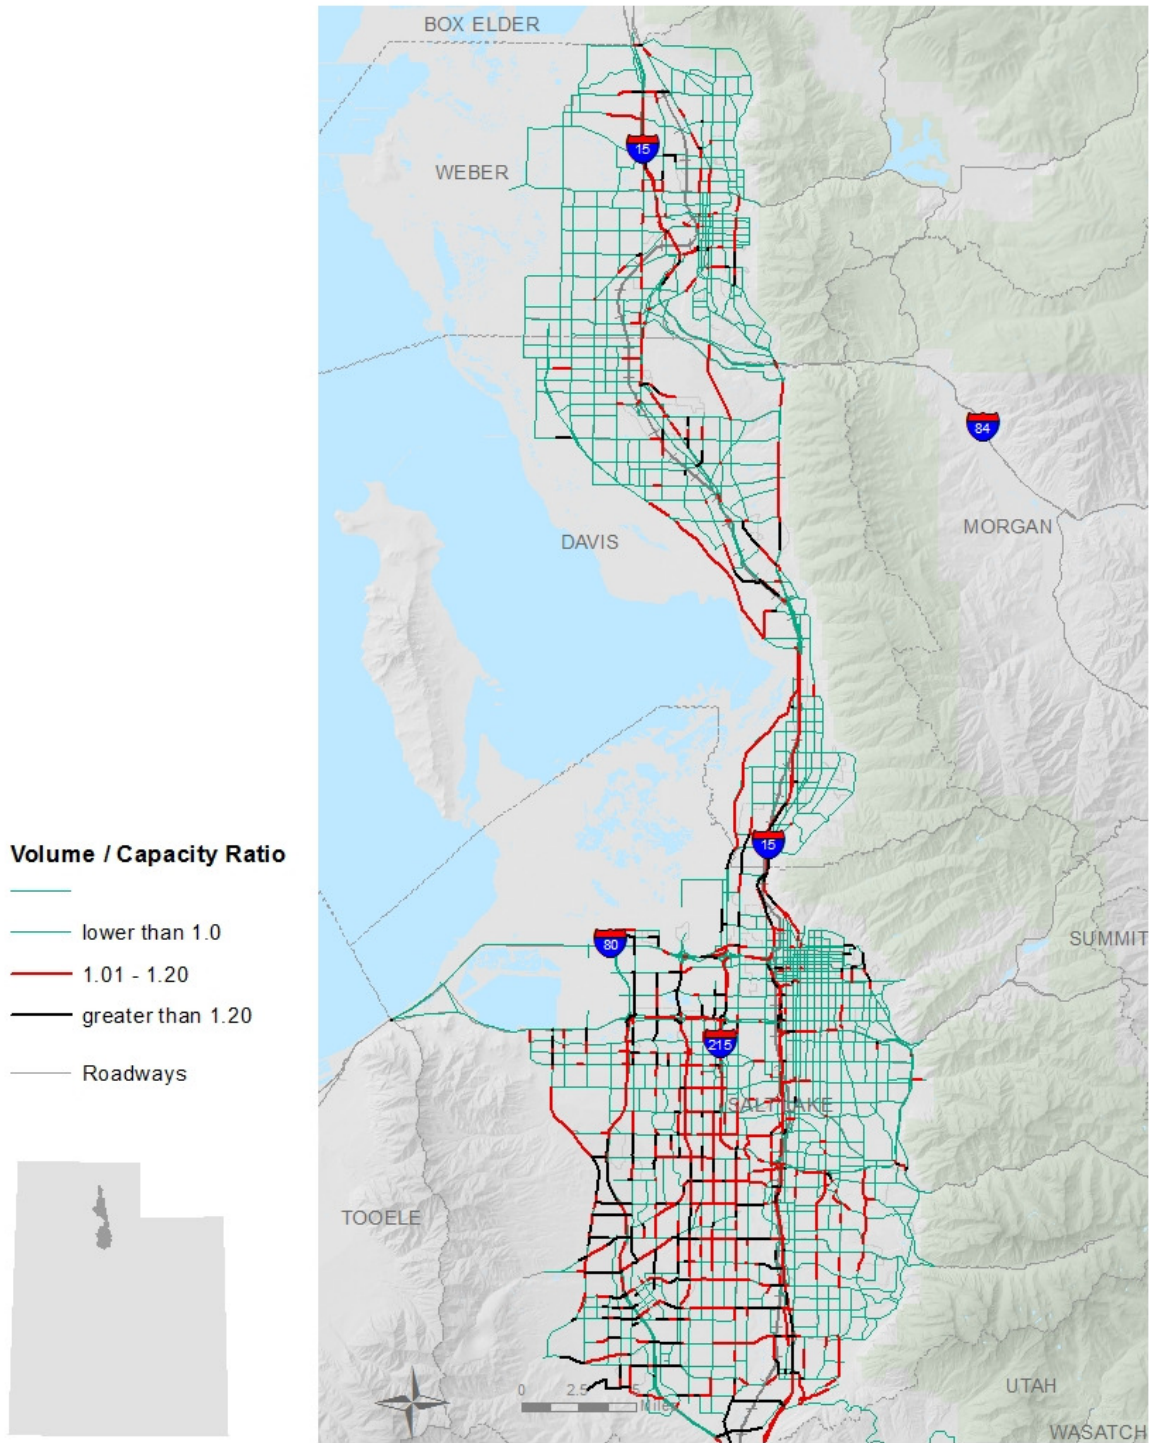 BOX ELDER
15
WEBER
84
MORGAN
DAVIS
15
Volume / Capacity Ratio
lower than 1.0
80
SUMMIT
1.01 - 1.20
greater than 1.20
215
Roadways
SALT LAKE
TOOELE
0 2.5 5
Miles
UTAH
WASATCH